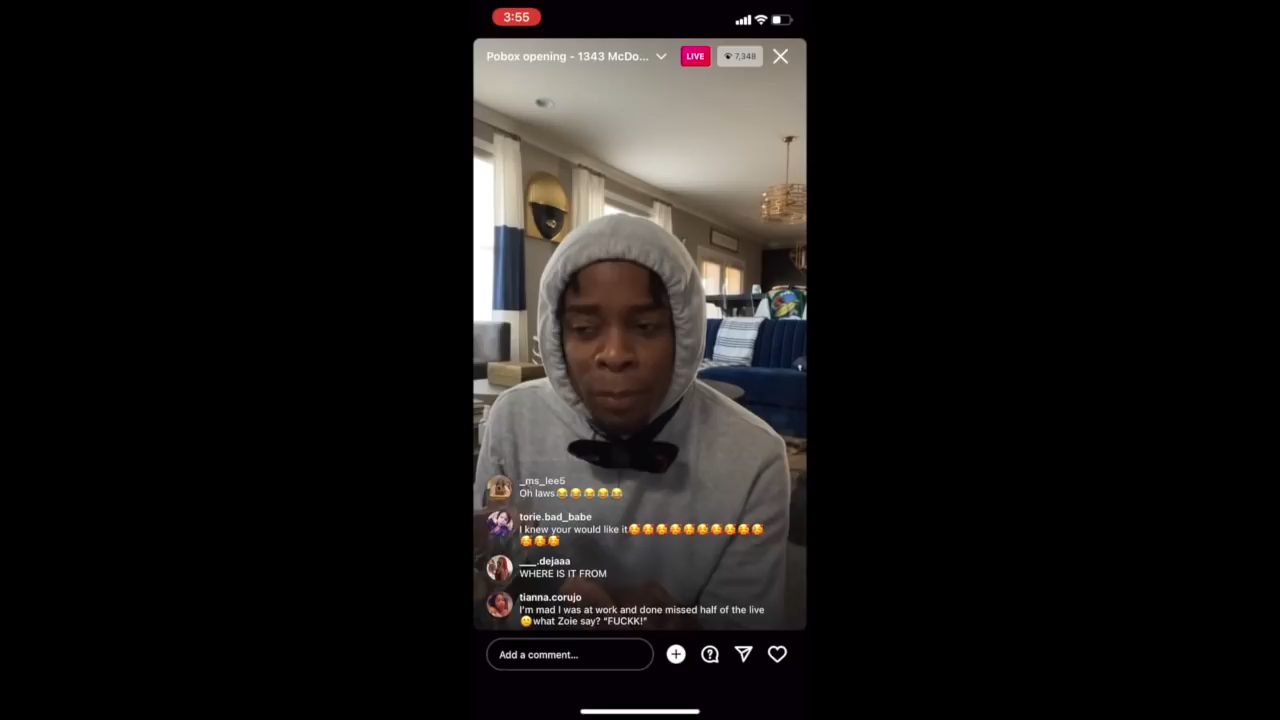 3:55
Pobox opening - 1343 McDo...
LIVE
7,348
_ms_lee5
Oh laws😂😂😂😂😂
torie.bad_babe
I knew your would like it🥰🥰🥰🥰🥰🥰🥰🥰🥰🥰
🥰🥰🥰
___.dejaaa
WHERE IS IT FROM
tianna.corujo
I'm mad I was at work and done missed half of the live
🙁what Zoie say? "FUCKK!"
Add a comment...